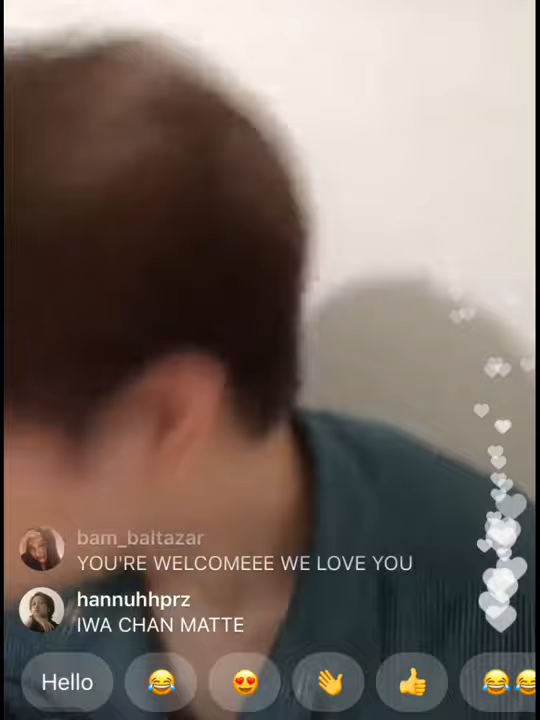 bam_baltazar
YOU'RE WELCOMEEE WE LOVE YOU
hannuhhprz
IWA CHAN MATTE
Hello